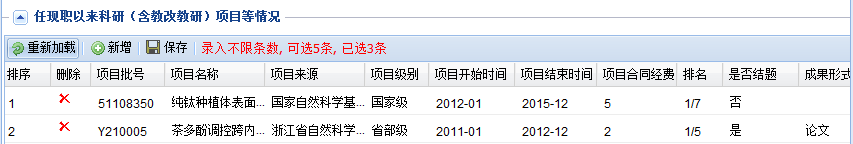 任现职以来科研（含教改教研）项目等情况
重新加载 新增 保存 录入不限条数, 可选5条, 已选3条
排序 删除 项目批号 项目名称 项目来源 项目级别 项目开始时间 项目结束时间 项目合同经费 排名 是否结题 成果形式
1 51108350 纯钛种植体表面... 国家自然科学基... 国家级 2012-01 2015-12 5 1/7 否
2 Y210005 茶多酚调控跨内... 浙江省自然科学... 省部级 2011-01 2012-12 2 1/5 是 论文